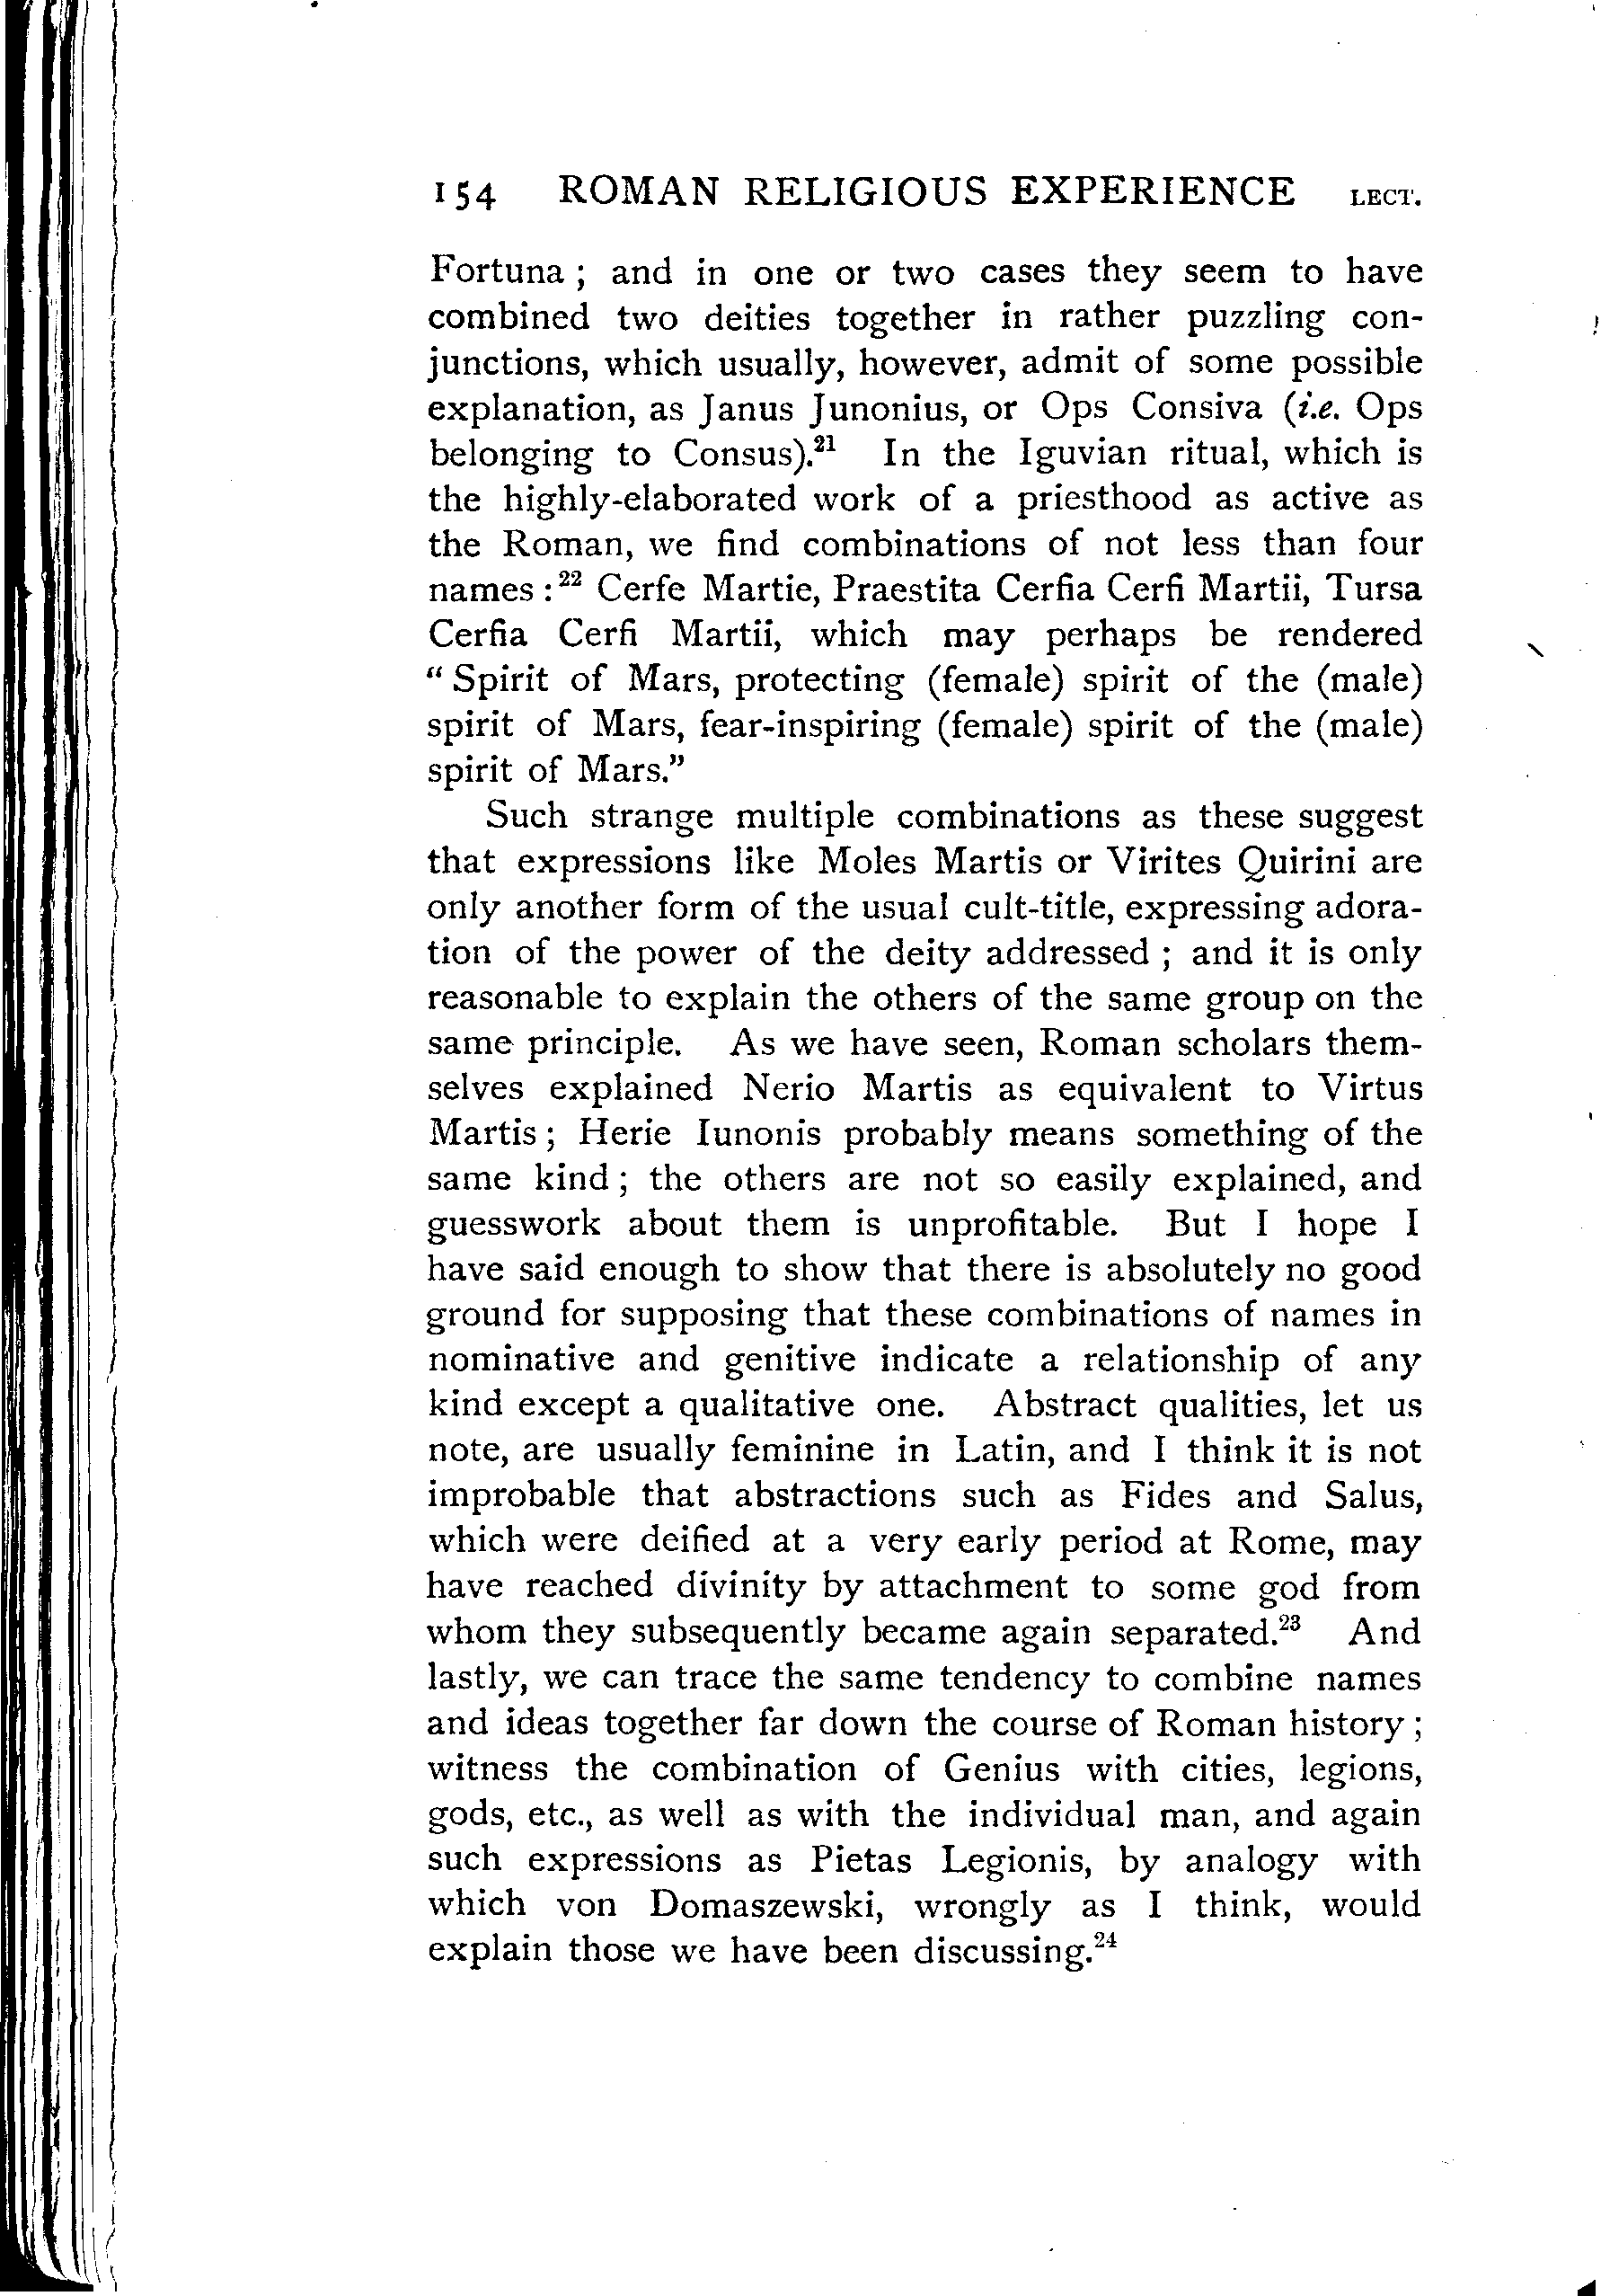 154 ROMAN RELIGIOUS EXPERIENCE LECT.
Fortuna ; and in one or two cases they seem to have
combined two deities together in rather puzzling con-
junctions, which usually, however, admit of some possible
explanation, as Janus Junonius, or Ops Consiva (i.e. Ops
belonging to Consus).²¹ In the Iguvian ritual, which is
the highly-elaborated work of a priesthood as active as
the Roman, we find combinations of not less than four
names :²² Cerfe Martie, Praestita Cerfia Cerfi Martii, Tursa
Cerfia Cerfi Martii, which may perhaps be rendered
“ Spirit of Mars, protecting (female) spirit of the (male)
spirit of Mars, fear-inspiring (female) spirit of the (male)
spirit of Mars.”
Such strange multiple combinations as these suggest
that expressions like Moles Martis or Virites Quirini are
only another form of the usual cult-title, expressing adora-
tion of the power of the deity addressed ; and it is only
reasonable to explain the others of the same group on the
same principle. As we have seen, Roman scholars them-
selves explained Nerio Martis as equivalent to Virtus
Martis ; Herie Iunonis probably means something of the
same kind ; the others are not so easily explained, and
guesswork about them is unprofitable. But I hope I
have said enough to show that there is absolutely no good
ground for supposing that these combinations of names in
nominative and genitive indicate a relationship of any
kind except a qualitative one. Abstract qualities, let us
note, are usually feminine in Latin, and I think it is not
improbable that abstractions such as Fides and Salus,
which were deified at a very early period at Rome, may
have reached divinity by attachment to some god from
whom they subsequently became again separated.²³ And
lastly, we can trace the same tendency to combine names
and ideas together far down the course of Roman history ;
witness the combination of Genius with cities, legions,
gods, etc., as well as with the individual man, and again
such expressions as Pietas Legionis, by analogy with
which von Domaszewski, wrongly as I think, would
explain those we have been discussing.²⁴